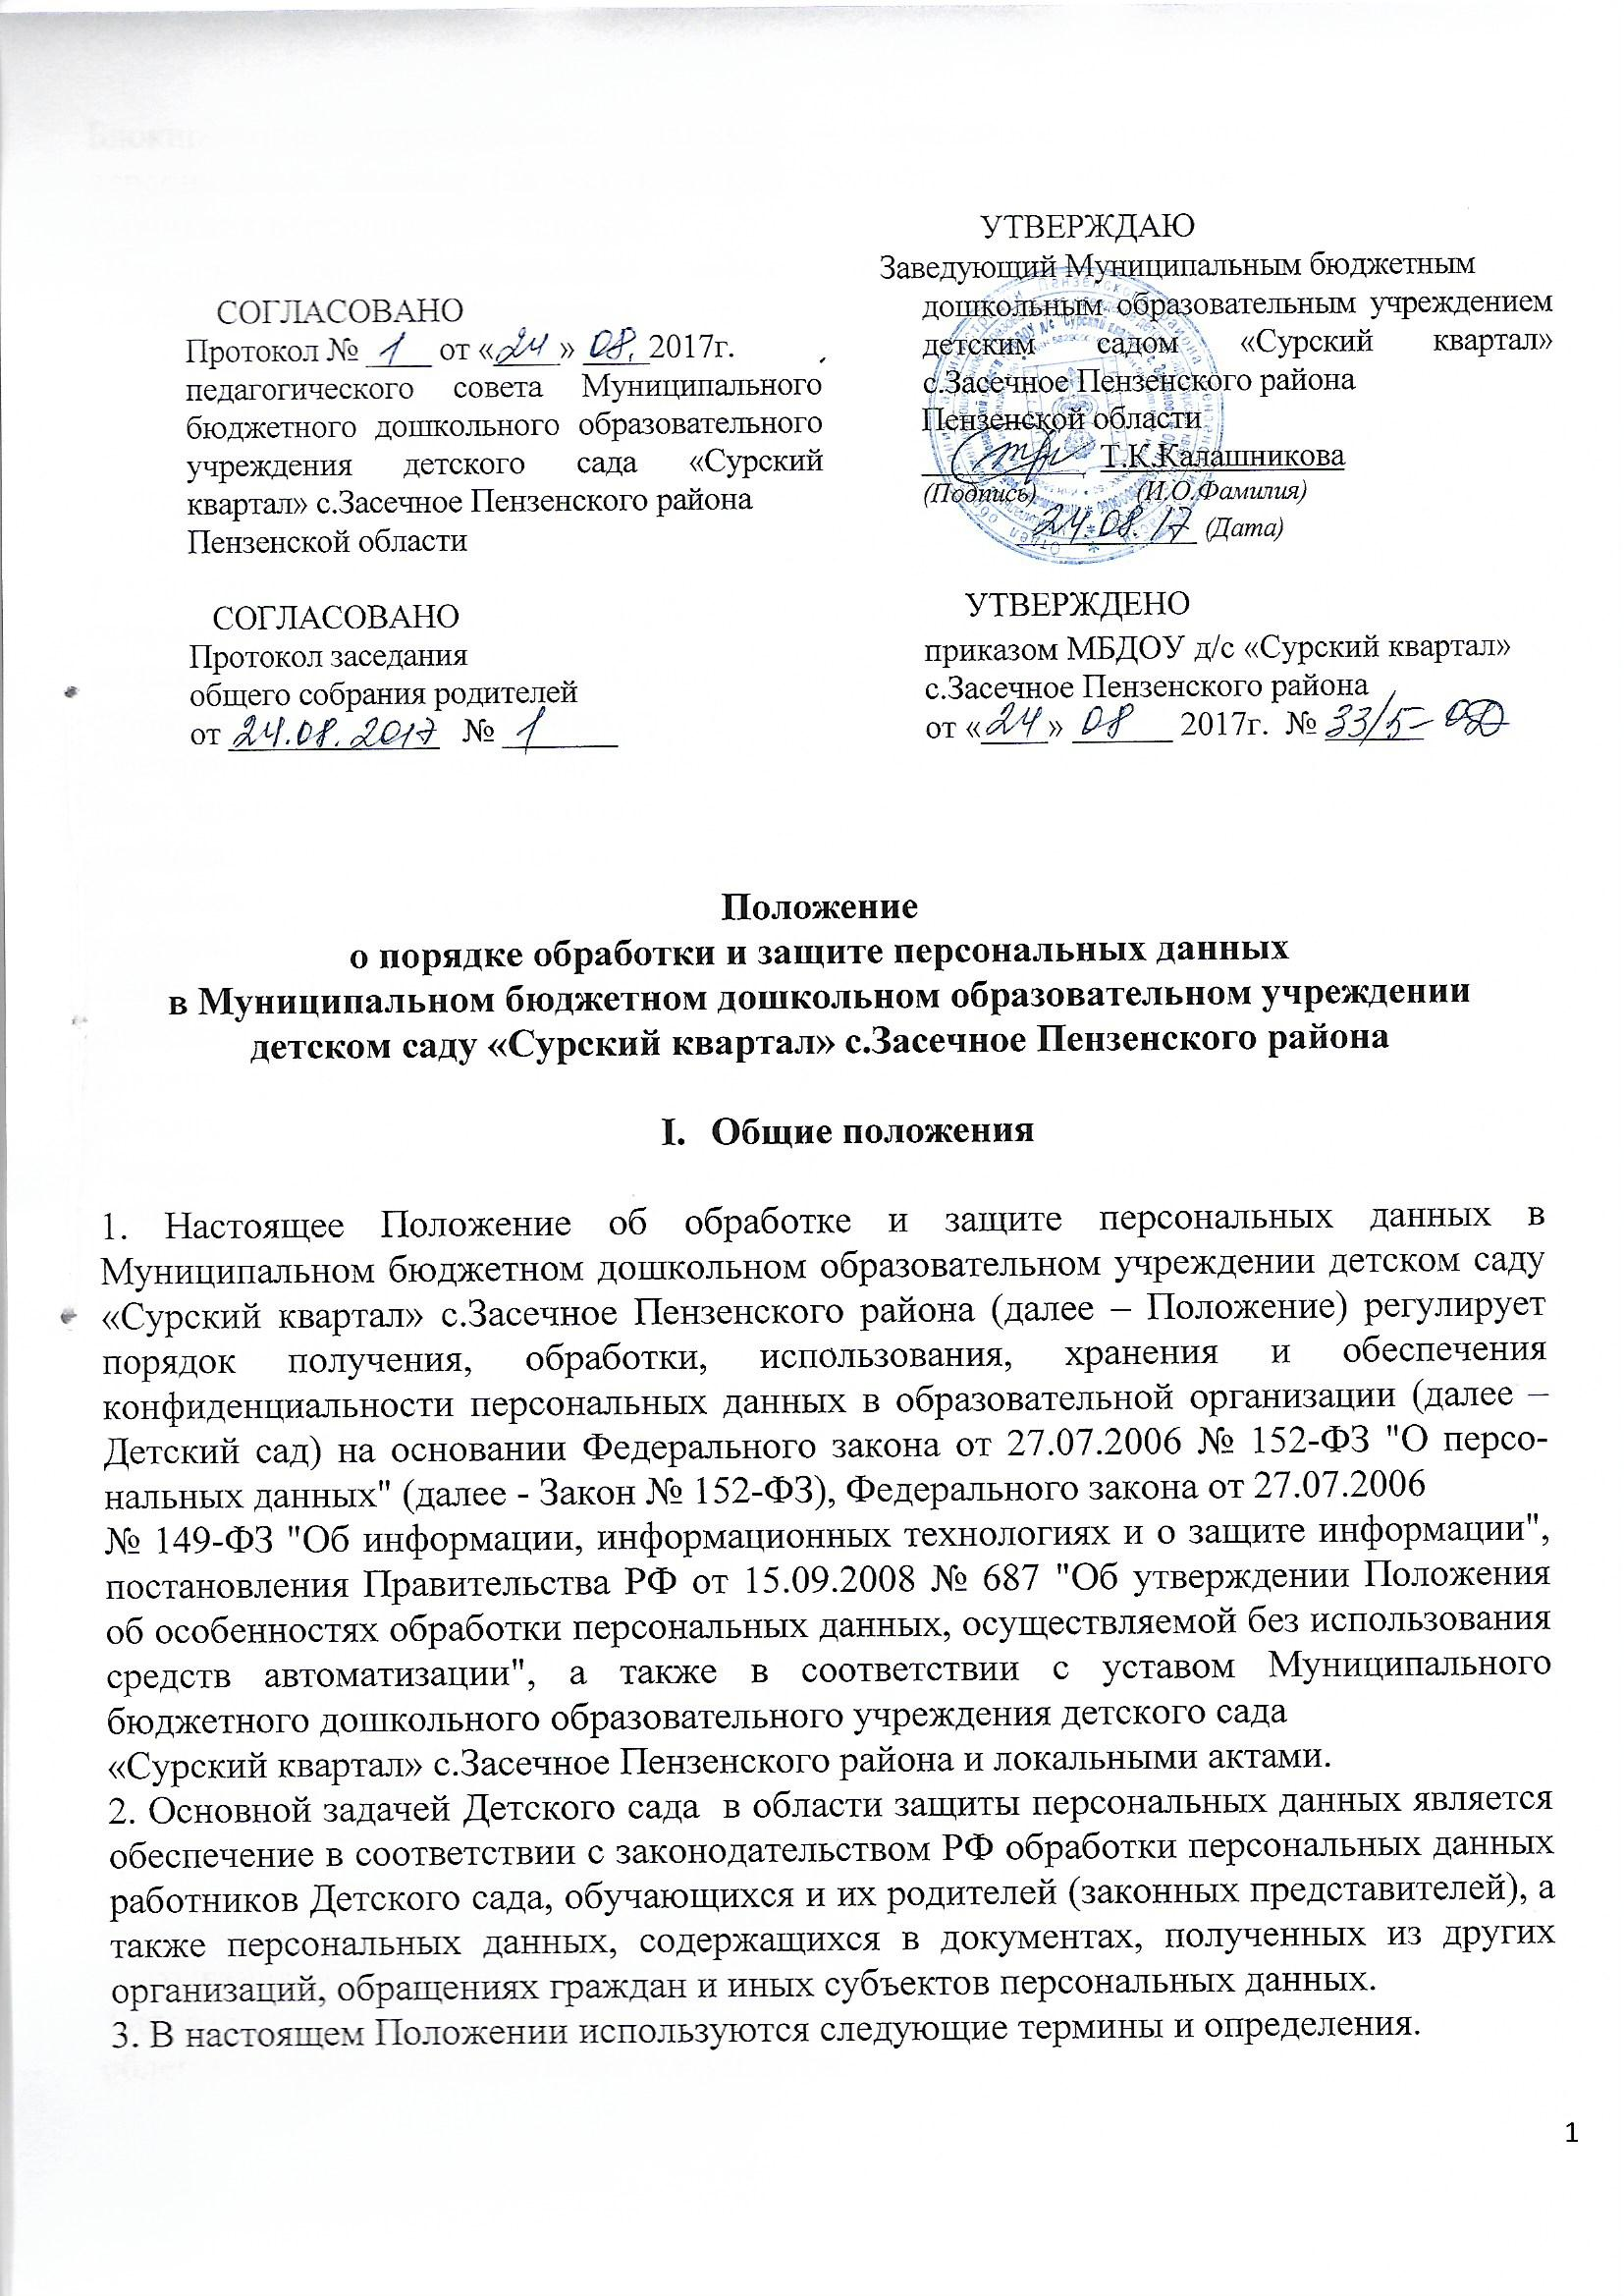 УТВЕРЖДАЮ
Заведующий Муниципальным бюджетным
дошкольным образовательным учреждением
детским садом «Сурский квартал»
с.Засечное Пензенского района
Пензенской области
Т.К.Калашникова
(Подпись) (И.О.Фамилия)
24.08.17 (Дата)
СОГЛАСОВАНО
Протокол № 1 от «24» 08. 2017г.
педагогического совета Муниципального
бюджетного дошкольного образовательного
учреждения детского сада «Сурский
квартал» с.Засечное Пензенского района
Пензенской области
СОГЛАСОВАНО
Протокол заседания
общего собрания родителей
от 24.08.2017 № 1
УТВЕРЖДЕНО
приказом МБДОУ д/с «Сурский квартал»
с.Засечное Пензенского района
от «24» 08 2017г. № 33/5-ОД
Положение
о порядке обработки и защите персональных данных
в Муниципальном бюджетном дошкольном образовательном учреждении
детском саду «Сурский квартал» с.Засечное Пензенского района
I. Общие положения
1. Настоящее Положение об обработке и защите персональных данных в
Муниципальном бюджетном дошкольном образовательном учреждении детском саду
«Сурский квартал» с.Засечное Пензенского района (далее – Положение) регулирует
порядок получения, обработки, использования, хранения и обеспечения
конфиденциальности персональных данных в образовательной организации (далее –
Детский сад) на основании Федерального закона от 27.07.2006 № 152-ФЗ "О персо-
нальных данных" (далее - Закон № 152-ФЗ), Федерального закона от 27.07.2006
№ 149-ФЗ "Об информации, информационных технологиях и о защите информации",
постановления Правительства РФ от 15.09.2008 № 687 "Об утверждении Положения
об особенностях обработки персональных данных, осуществляемой без использования
средств автоматизации", а также в соответствии с уставом Муниципального
бюджетного дошкольного образовательного учреждения детского сада
«Сурский квартал» с.Засечное Пензенского района и локальными актами.
2. Основной задачей Детского сада в области защиты персональных данных является
обеспечение в соответствии с законодательством РФ обработки персональных данных
работников Детского сада, обучающихся и их родителей (законных представителей), а
также персональных данных, содержащихся в документах, полученных из других
организаций, обращениях граждан и иных субъектов персональных данных.
3. В настоящем Положении используются следующие термины и определения.
1